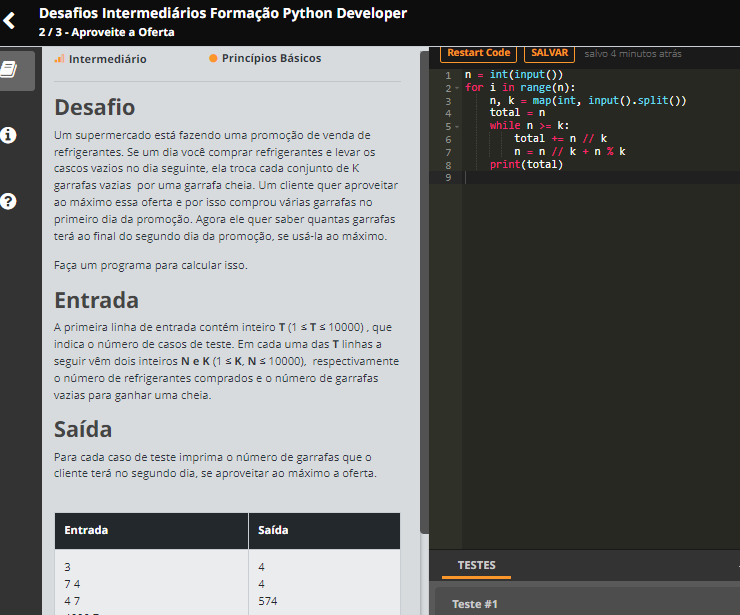 Desafios Intermediários Formação Python Developer
2 / 3 - Aproveite a Oferta
Intermediário
Princípios Básicos
Desafio
Um supermercado está fazendo uma promoção de venda de
refrigerantes. Se um dia você comprar refrigerantes e levar os
cascos vazios no dia seguinte, ela troca cada conjunto de K
garrafas vazias por uma garrafa cheia. Um cliente quer aproveitar
ao máximo essa oferta e por isso comprou várias garrafas no
primeiro dia da promoção. Agora ele quer saber quantas garrafas
terá ao final do segundo dia da promoção, se usá-la ao máximo.
Faça um programa para calcular isso.
Entrada
A primeira linha de entrada contém inteiro T (1 ≤ T ≤ 10000) , que
indica o número de casos de teste. Em cada uma das T linhas a
seguir vêm dois inteiros N e K (1 ≤ K, N ≤ 10000), respectivamente
o número de refrigerantes comprados e o número de garrafas
vazias para ganhar uma cheia.
Saída
Para cada caso de teste imprima o número de garrafas que o
cliente terá no segundo dia, se aproveitar ao máximo a oferta.
Entrada
Saída
3
7 4
4 7
4
4
574
Restart Code
SALVAR
salvo 4 minutos atrás
1 n = int(input())
2 for i in range(n):
3 n, k = map(int, input().split())
4 total = n
5 while n >= k:
6 total += n // k
7 n = n // k + n % k
8 print(total)
9
TESTES
Teste #1